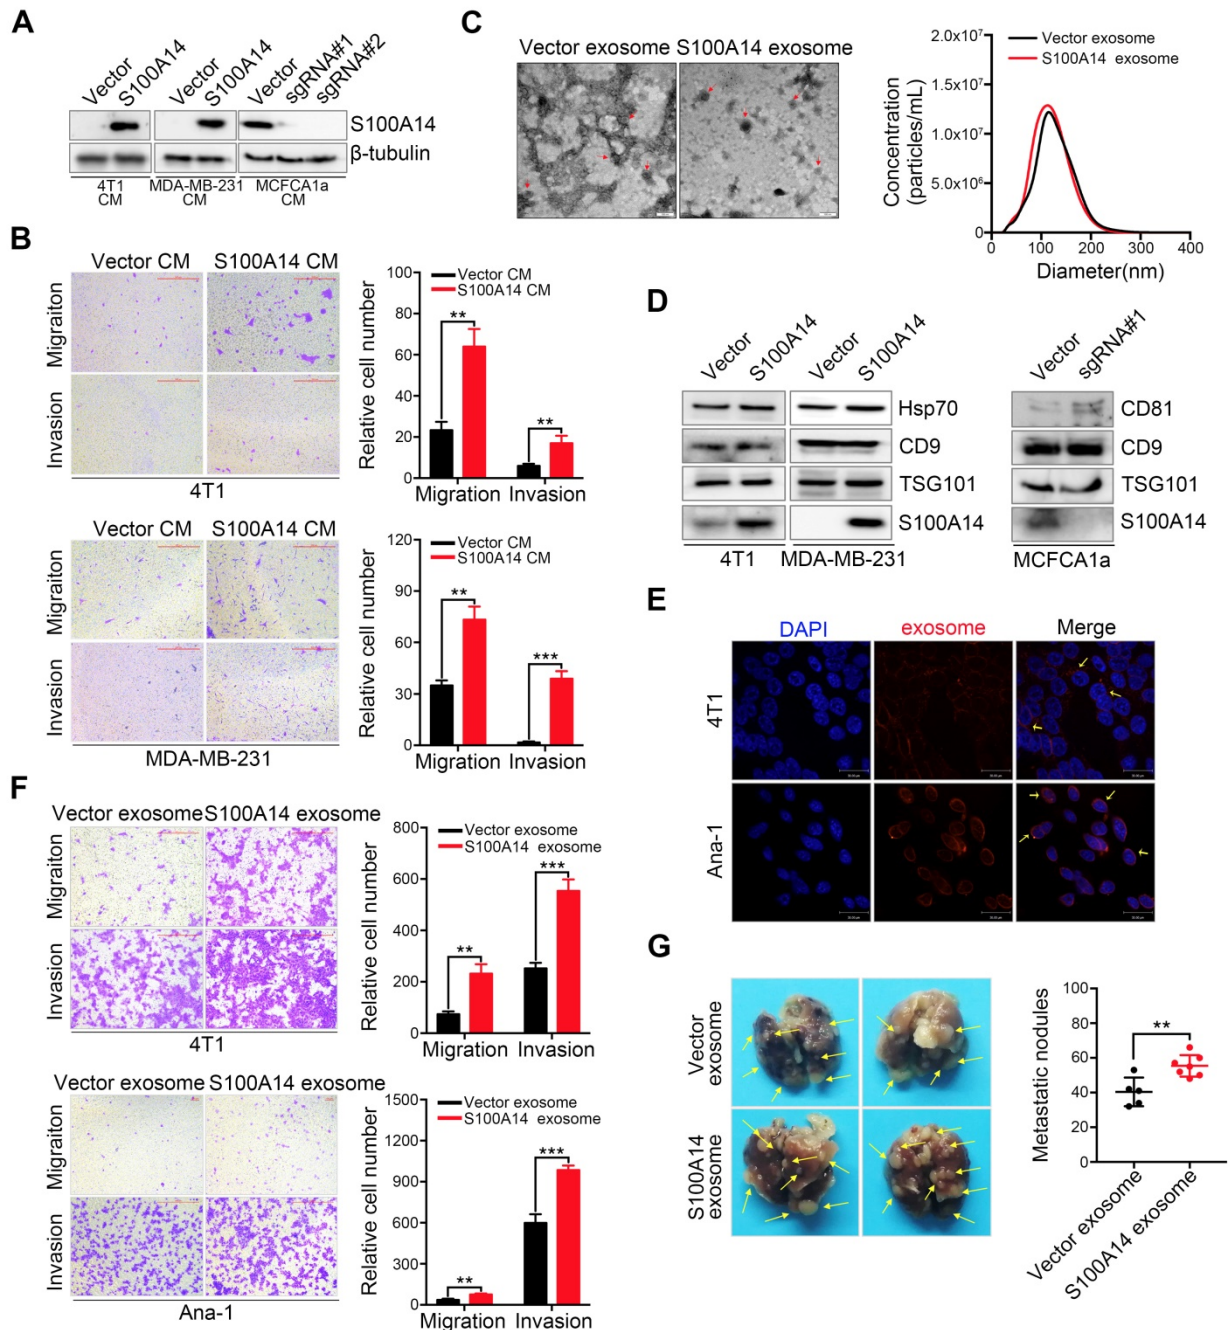 A
Vector
S100A14
Vector
S100A14
Vector
sgRNA#1
sgRNA#2
S100A14
β-tubulin
4T1
CM
MDA-MB-231
CM
MCFCA1a
CM
B
Vector CM S100A14 CM
Migraiton
Invasion
4T1
Relative cell number
100
80
60
40
20
0
Vector CM
S100A14 CM
**
**
Migration Invasion
Vector CM S100A14 CM
Migraiton
Invasion
MDA-MB-231
Relative cell number
120
90
60
30
0
Vector CM
S100A14 CM
**
***
Migration Invasion
C
Vector exosome S100A14 exosome
Concentration
(particles/mL)
2.0x10⁷
1.5x10⁷
1.0x10⁷
5.0x10⁶
0
Vector exosome
S100A14 exosome
0 100 200 300 400
Diameter(nm)
D
Vector
S100A14
Vector
S100A14
Hsp70
CD9
TSG101
S100A14
4T1
MDA-MB-231
Vector
sgRNA#1
CD81
CD9
TSG101
S100A14
MCFCA1a
E
DAPI exosome Merge
4T1
Ana-1
F
Vector exosome S100A14 exosome
Migraiton
Invasion
4T1
Relative cell number
800
600
400
200
0
Vector exosome
S100A14 exosome
**
***
Migration Invasion
Vector exosome S100A14 exosome
Migraiton
Invasion
Ana-1
Relative cell number
1500
1200
900
600
300
0
Vector exosome
S100A14 exosome
**
***
Migration Invasion
G
Vector
exosome
S100A14
exosome
Metastatic nodules
100
80
60
40
20
0
**
Vector exosome
S100A14 exosome